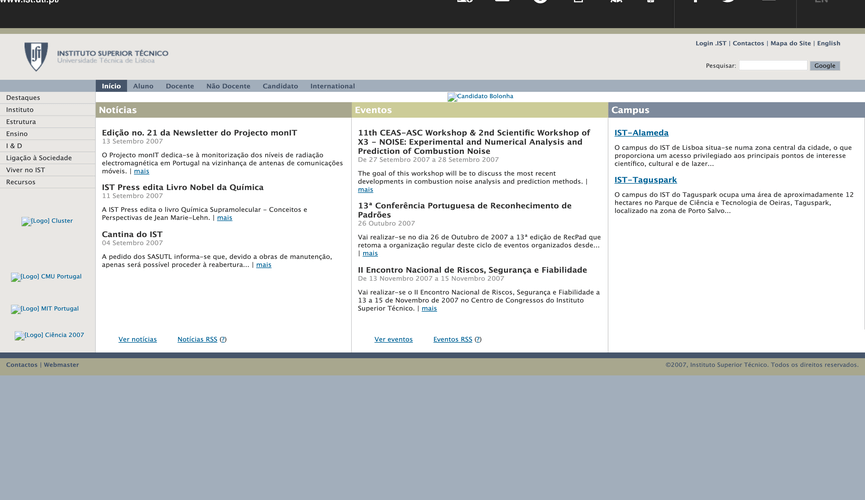 www.ist.utl.pt/
EN
INSTITUTO SUPERIOR TÉCNICO
Universidade Técnica de Lisboa
Login .IST | Contactos | Mapa do Site | English
Pesquisar:
Google
Início Aluno Docente Não Docente Candidato International
Destaques
Instituto
Estrutura
Ensino
I & D
Ligação à Sociedade
Viver no IST
Recursos
[Logo] Cluster
[Logo] CMU Portugal
[Logo] MIT Portugal
[Logo] Ciência 2007
Candidato Bolonha
Notícias
Edição no. 21 da Newsletter do Projecto monIT
13 Setembro 2007
O Projecto monIT dedica-se à monitorização dos níveis de radiação
electromagnética em Portugal na vizinhança de antenas de comunicações
móveis. | mais
IST Press edita Livro Nobel da Química
11 Setembro 2007
A IST Press edita o livro Química Supramolecular - Conceitos e
Perspectivas de Jean Marie-Lehn. | mais
Cantina do IST
04 Setembro 2007
A pedido dos SASUTL informa-se que, devido a obras de manutenção,
apenas será possível proceder à reabertura... | mais
Ver notícias Notícias RSS (?)
Eventos
11th CEAS-ASC Workshop & 2nd Scientific Workshop of
X3 - NOISE: Experimental and Numerical Analysis and
Prediction of Combustion Noise
De 27 Setembro 2007 a 28 Setembro 2007
The goal of this workshop will be to discuss the most recent
developments in combustion noise analysis and prediction methods. |
mais
13ª Conferência Portuguesa de Reconhecimento de
Padrões
26 Outubro 2007
Vai realizar-se no dia 26 de Outubro de 2007 a 13ª edição de RecPad que
retoma a organização regular deste ciclo de eventos organizados desde...
| mais
II Encontro Nacional de Riscos, Segurança e Fiabilidade
De 13 Novembro 2007 a 15 Novembro 2007
Vai realizar-se o II Encontro Nacional de Riscos, Segurança e Fiabilidade a
13 a 15 de Novembro de 2007 no Centro de Congressos do Instituto
Superior Técnico. | mais
Ver eventos Eventos RSS (?)
Campus
IST-Alameda
O campus do IST de Lisboa situa-se numa zona central da cidade, o que
proporciona um acesso privilegiado aos principais pontos de interesse
científico, cultural e de lazer...
IST-Taguspark
O campus do IST do Taguspark ocupa uma área de aproximadamente 12
hectares no Parque de Ciência e Tecnologia de Oeiras, Taguspark,
localizado na zona de Porto Salvo...
Contactos | Webmaster
©2007, Instituto Superior Técnico. Todos os direitos reservados.